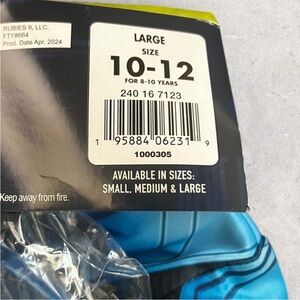 RUBIES II, LLC.
FTY#664
Prod. Date Apr. 2024
LARGE
SIZE
10-12
FOR 8-10 YEARS
240 16 7123
1 95884 06231 9
1000305
AVAILABLE IN SIZES:
SMALL, MEDIUM & LARGE
Keep away from fire.